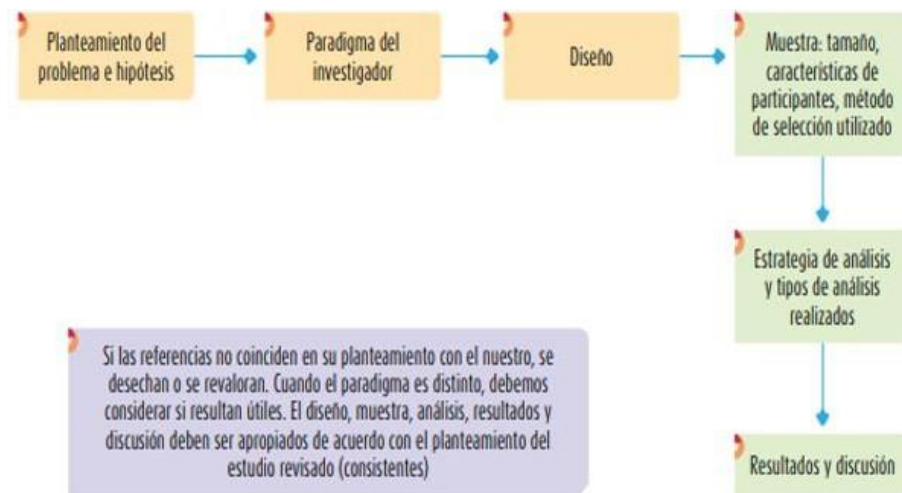 Planteamiento del
problema e hipótesis
Paradigma del
investigador
Diseño
Muestra: tamaño,
características de
participantes, método
de selección utilizado
Estrategia de análisis
y tipos de análisis
realizados
Si las referencias no coinciden en su planteamiento con el nuestro, se
desechan o se revaloran. Cuando el paradigma es distinto, debemos
considerar si resultan útiles. El diseño, muestra, análisis, resultados y
discusión deben ser apropiados de acuerdo con el planteamiento del
estudio revisado (consistentes)
Resultados y discusión